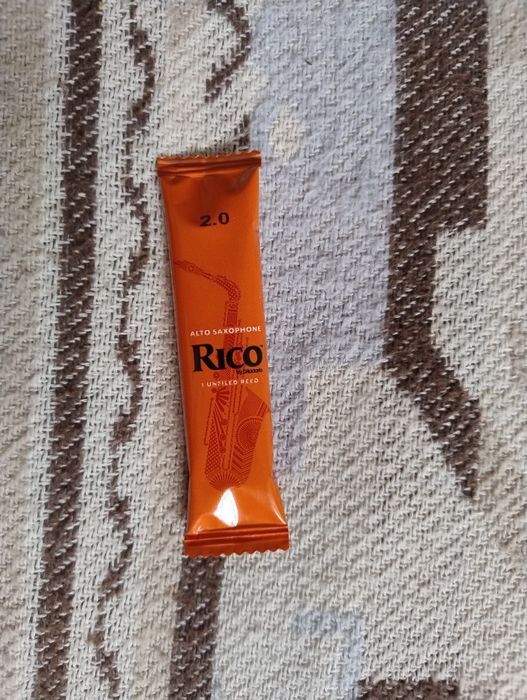 2.0
ALTO SAXOPHONE
RICO
by D'Addario
1 UNFILED REED